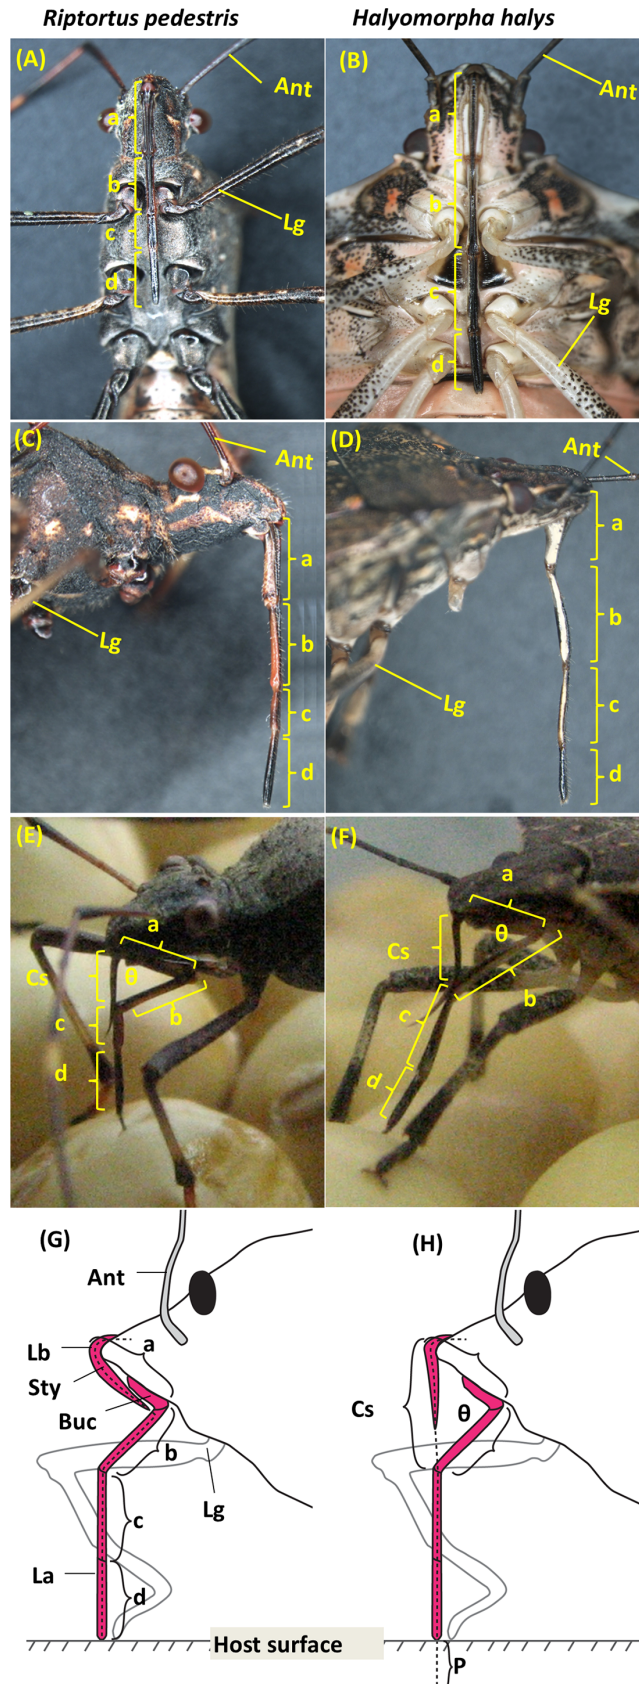 Riptortus pedestris Halyomorpha halys
(A) (B)
Ant Ant
a a
b b
Lg
c c
d Lg
d
(C) (D)
Ant Ant
a a
b b
Lg c
c Lg
d d
(E) (F)
a a
Cs θ Cs θ
b b
c c
d d
(G) (H)
Ant
Lb a
Sty
Buc Cs θ
b
Lg
c
La
d
Host surface
P